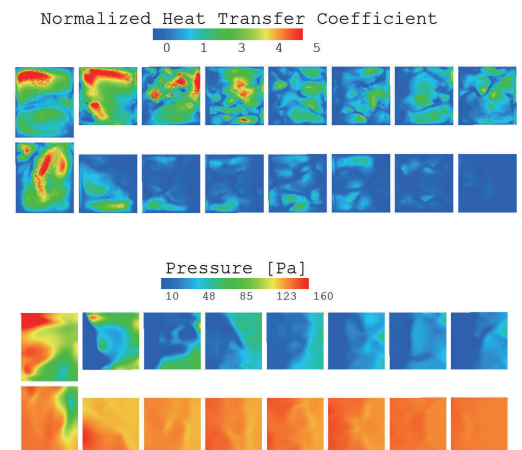 Normalized Heat Transfer Coefficient
0 1 3 4 5
Pressure [Pa]
10 48 85 123 160